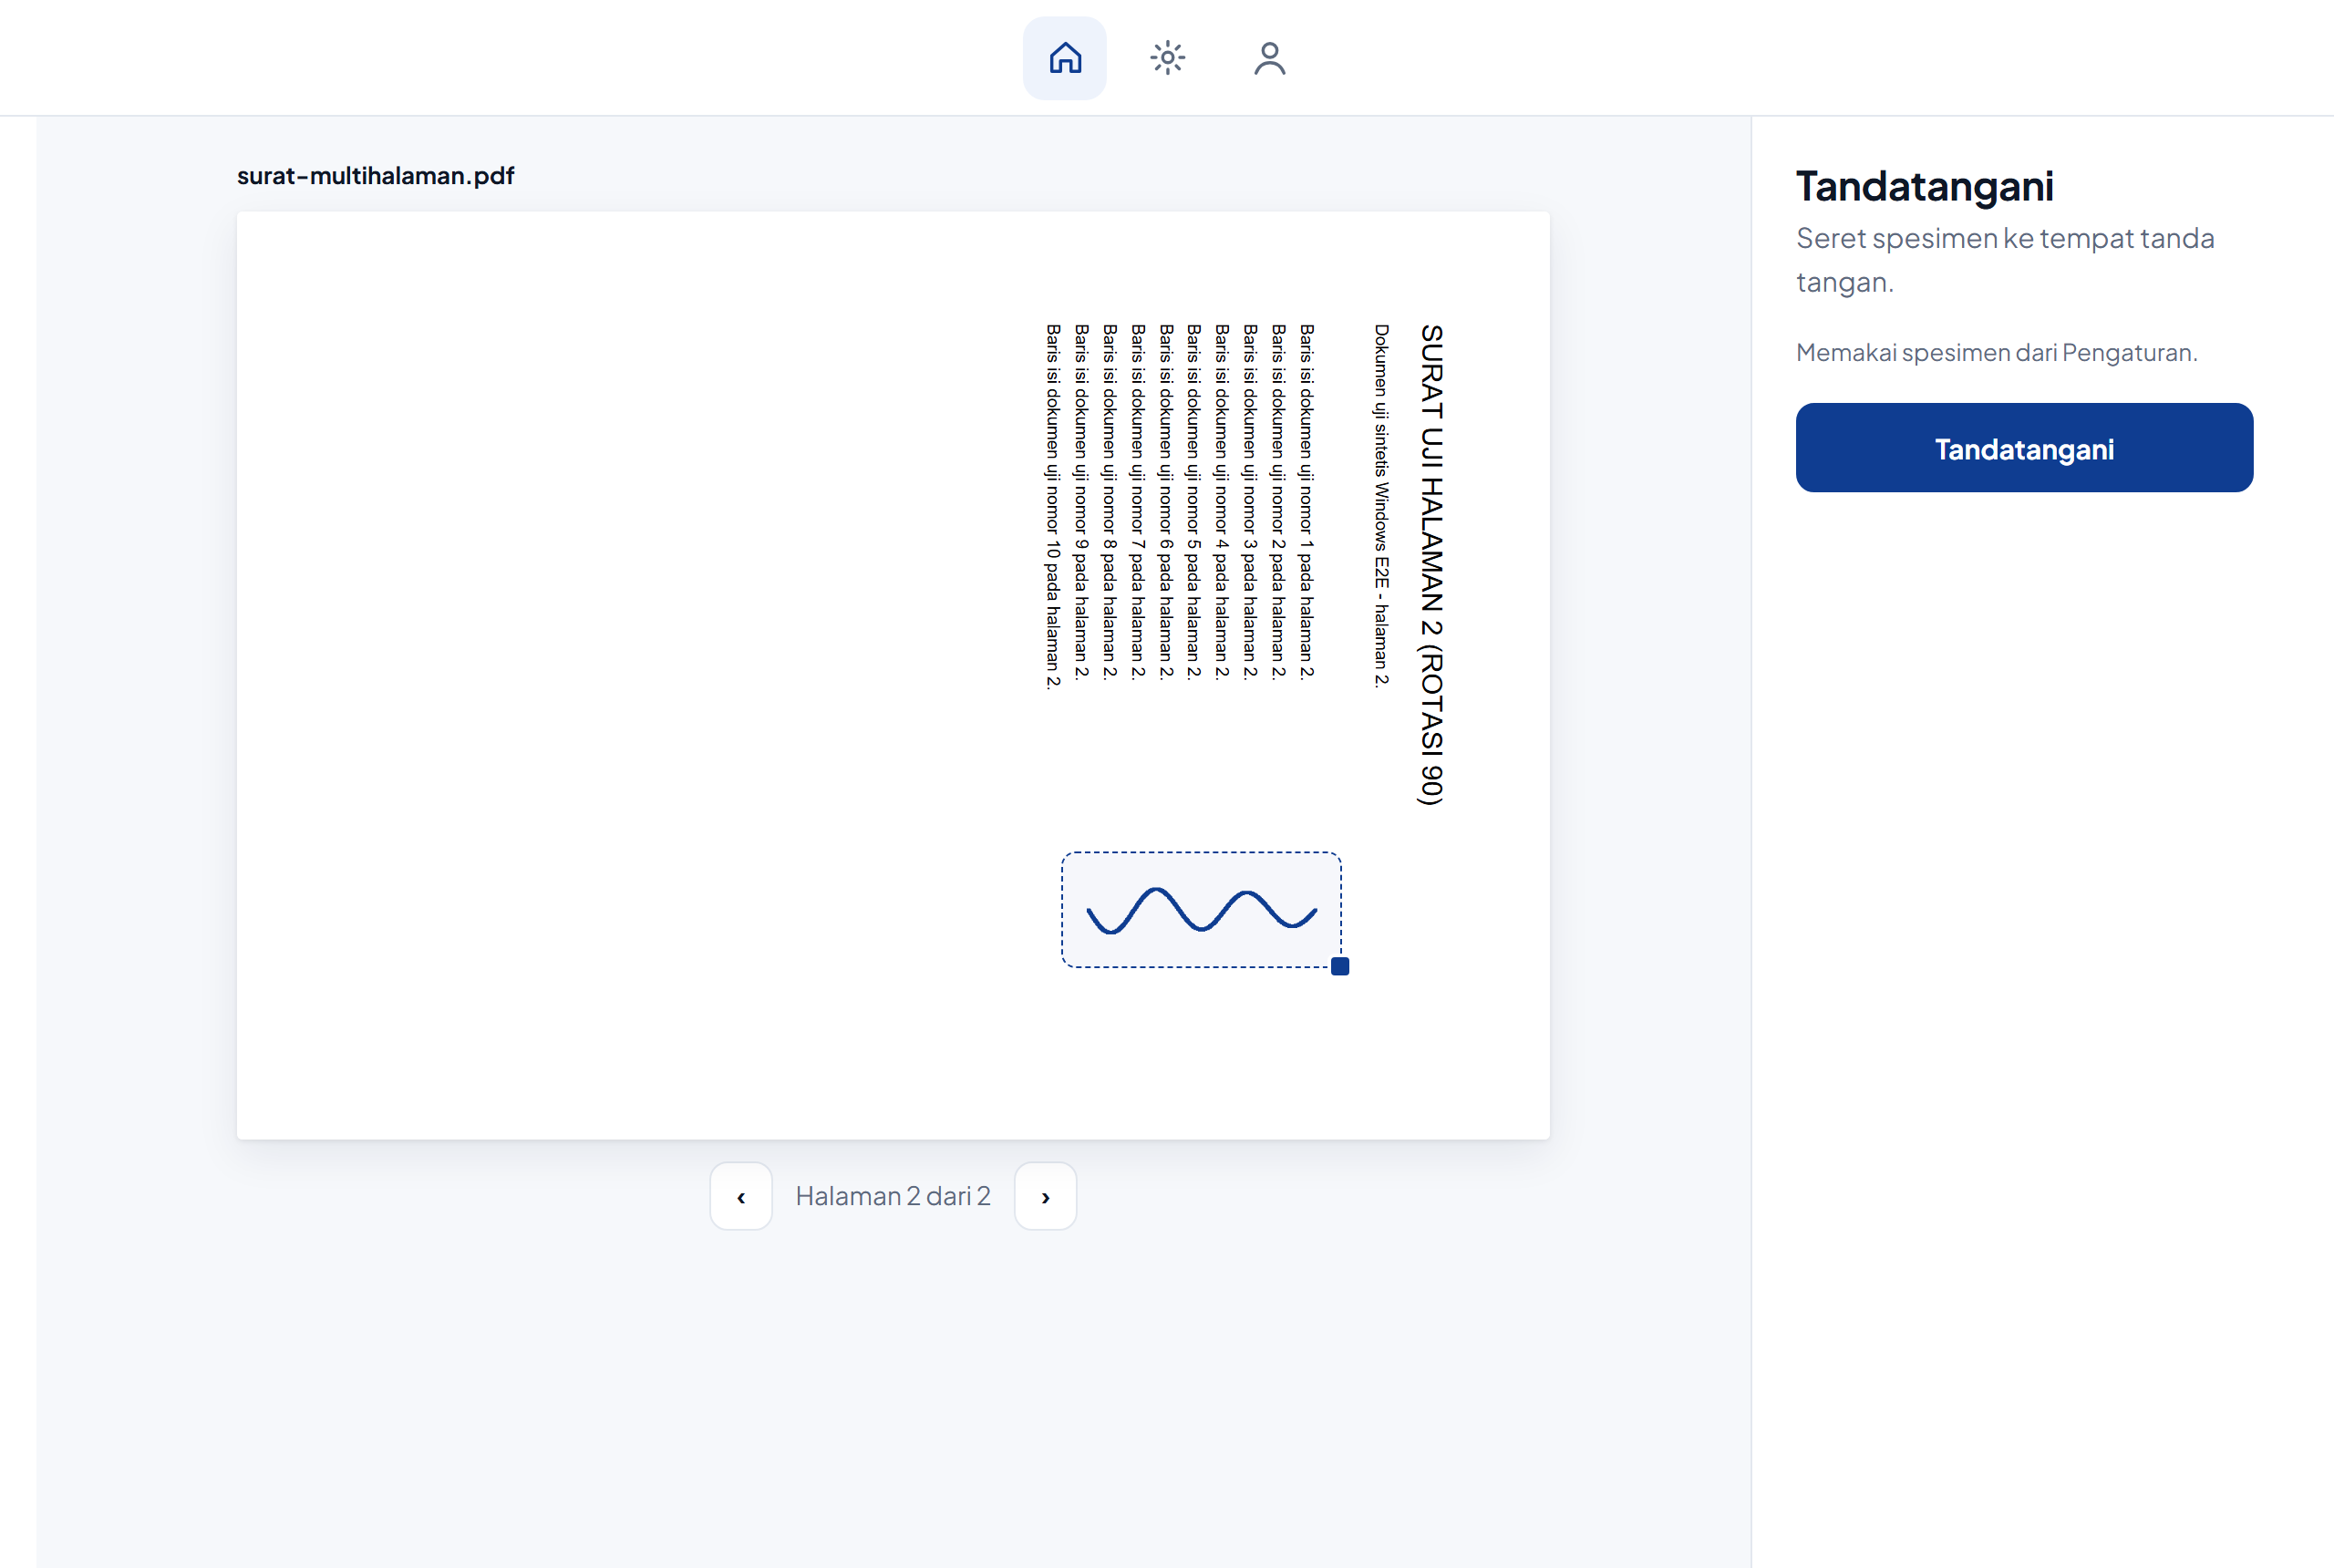 surat-multihalaman.pdf
SURAT UJI HALAMAN 2 (ROTASI 90)
Dokumen uji sintetis Windows E2E - halaman 2.
Baris isi dokumen uji nomor 1 pada halaman 2.
Baris isi dokumen uji nomor 2 pada halaman 2.
Baris isi dokumen uji nomor 3 pada halaman 2.
Baris isi dokumen uji nomor 4 pada halaman 2.
Baris isi dokumen uji nomor 5 pada halaman 2.
Baris isi dokumen uji nomor 6 pada halaman 2.
Baris isi dokumen uji nomor 7 pada halaman 2.
Baris isi dokumen uji nomor 8 pada halaman 2.
Baris isi dokumen uji nomor 9 pada halaman 2.
Baris isi dokumen uji nomor 10 pada halaman 2.
‹ Halaman 2 dari 2 ›
Tandatangani
Seret spesimen ke tempat tanda
tangan.
Memakai spesimen dari Pengaturan.
Tandatangani